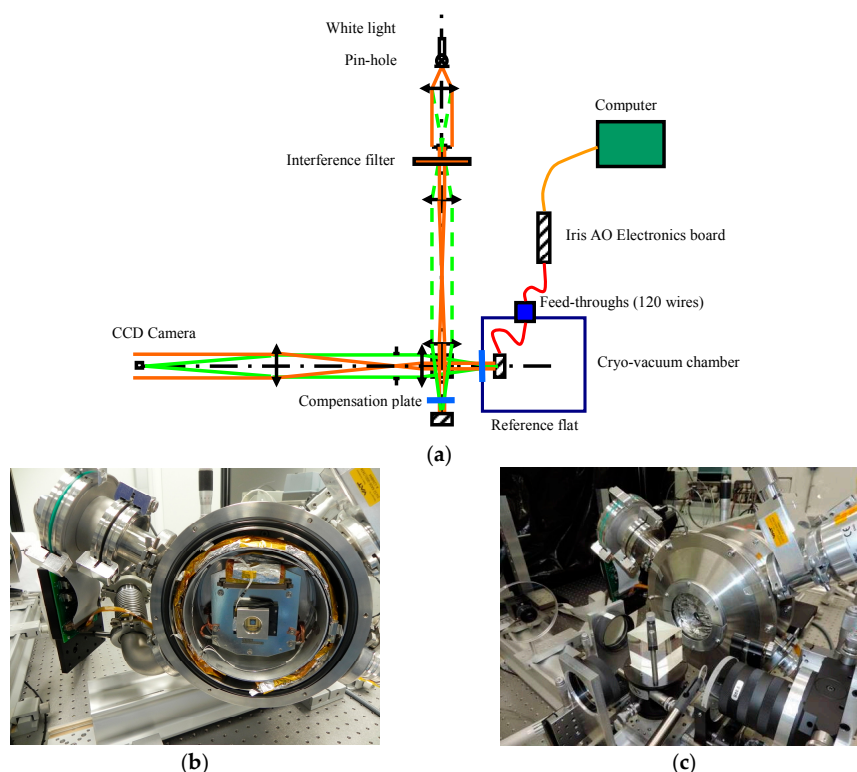 White light
Pin-hole
Computer
Interference filter
Iris AO Electronics board
Feed-throughs (120 wires)
CCD Camera
Cryo-vacuum chamber
Compensation plate
Reference flat
(a)
(b)
(c)